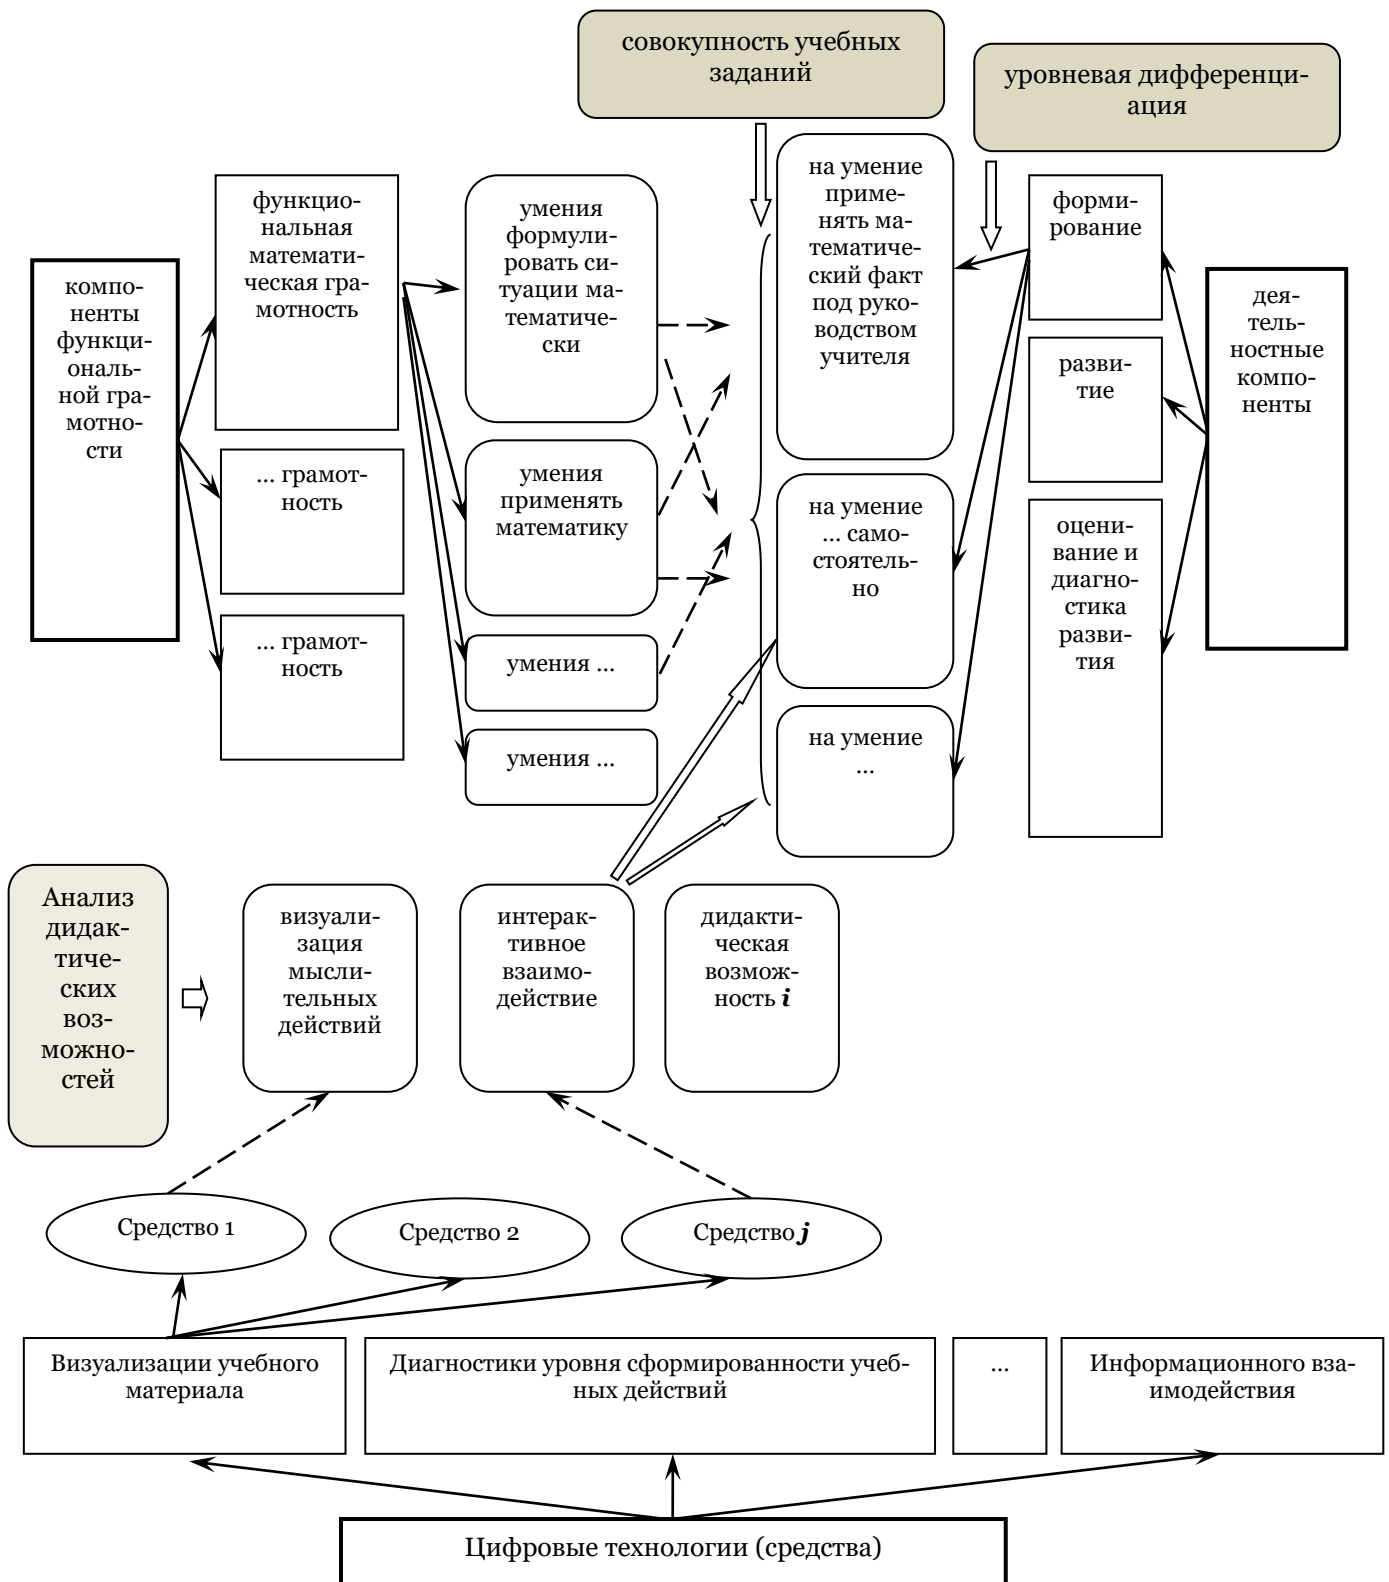 совокупность учебных
заданий
уровневая дифференци-
ация
компо-
ненты
функци-
ональ-
ной гра-
мотно-
сти
функцио-
нальная
математи-
ческая гра-
мотность
... грамот-
ность
... грамот-
ность
умения
формули-
ровать си-
туации ма-
тематиче-
ски
умения
применять
математику
умения ...
умения ...
на умение
приме-
нять ма-
тематиче-
ский факт
под руко-
водством
учителя
на умение
... само-
стоятель-
но
на умение
...
форми-
рование
разви-
тие
оцени-
вание и
диагно-
стика
разви-
тия
дея-
тель-
ностные
компо-
ненты
Анализ
дидак-
тиче-
ских
воз-
можно-
стей
визуали-
зация
мысли-
тельных
действий
интерак-
тивное
взаимо-
действие
дидакти-
ческая
возмож-
ность i
Средство 1
Средство 2
Средство j
Визуализации учебного
материала
Диагностики уровня сформированности учеб-
ных действий
...
Информационного вза-
имодействия
Цифровые технологии (средства)